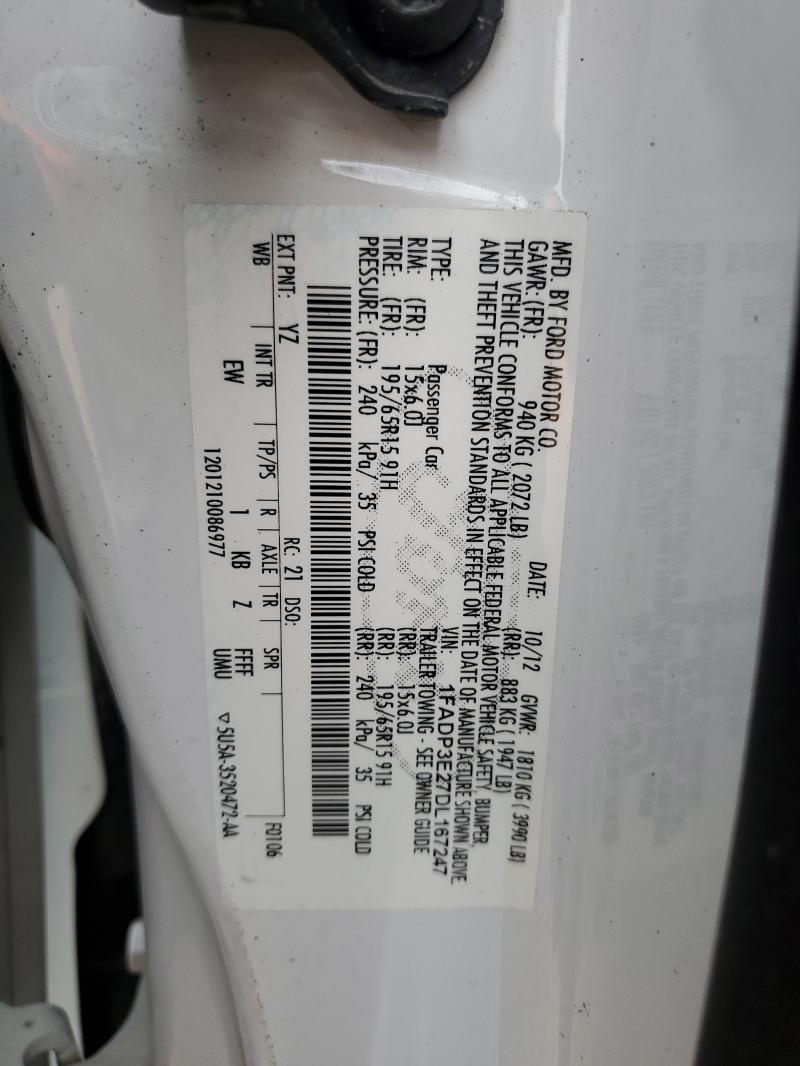 MFD. BY FORD MOTOR CO.
DATE: 10/12 GVWR: 1810 KG ( 3990 LB)
GAWR: (FR): 940 KG ( 2072 LB) (RR): 883 KG ( 1947 LB)
THIS VEHICLE CONFORMS TO ALL APPLICABLE FEDERAL MOTOR VEHICLE SAFETY, BUMPER,
AND THEFT PREVENTION STANDARDS IN EFFECT ON THE DATE OF MANUFACTURE SHOWN ABOVE
VIN: 1FADP3E27DL167247
TYPE: Passenger Car TRAILER TOWING - SEE OWNER GUIDE
RIM: (FR): 15x6.0J (RR): 15x6.0J
TIRE: (FR): 195/65R15 91H (RR): 195/65R15 91H
PRESSURE: (FR): 240 kPa/ 35 PSI COLD (RR): 240 kPa/ 35 PSI COLD
EXT PNT: YZ RC: 21 DSO: F0106
WB INT TR TP/PS R AXLE TR SPR
EW 1 KB Z FFFF
UMU
1201210086977 5U5A-3520472-AA